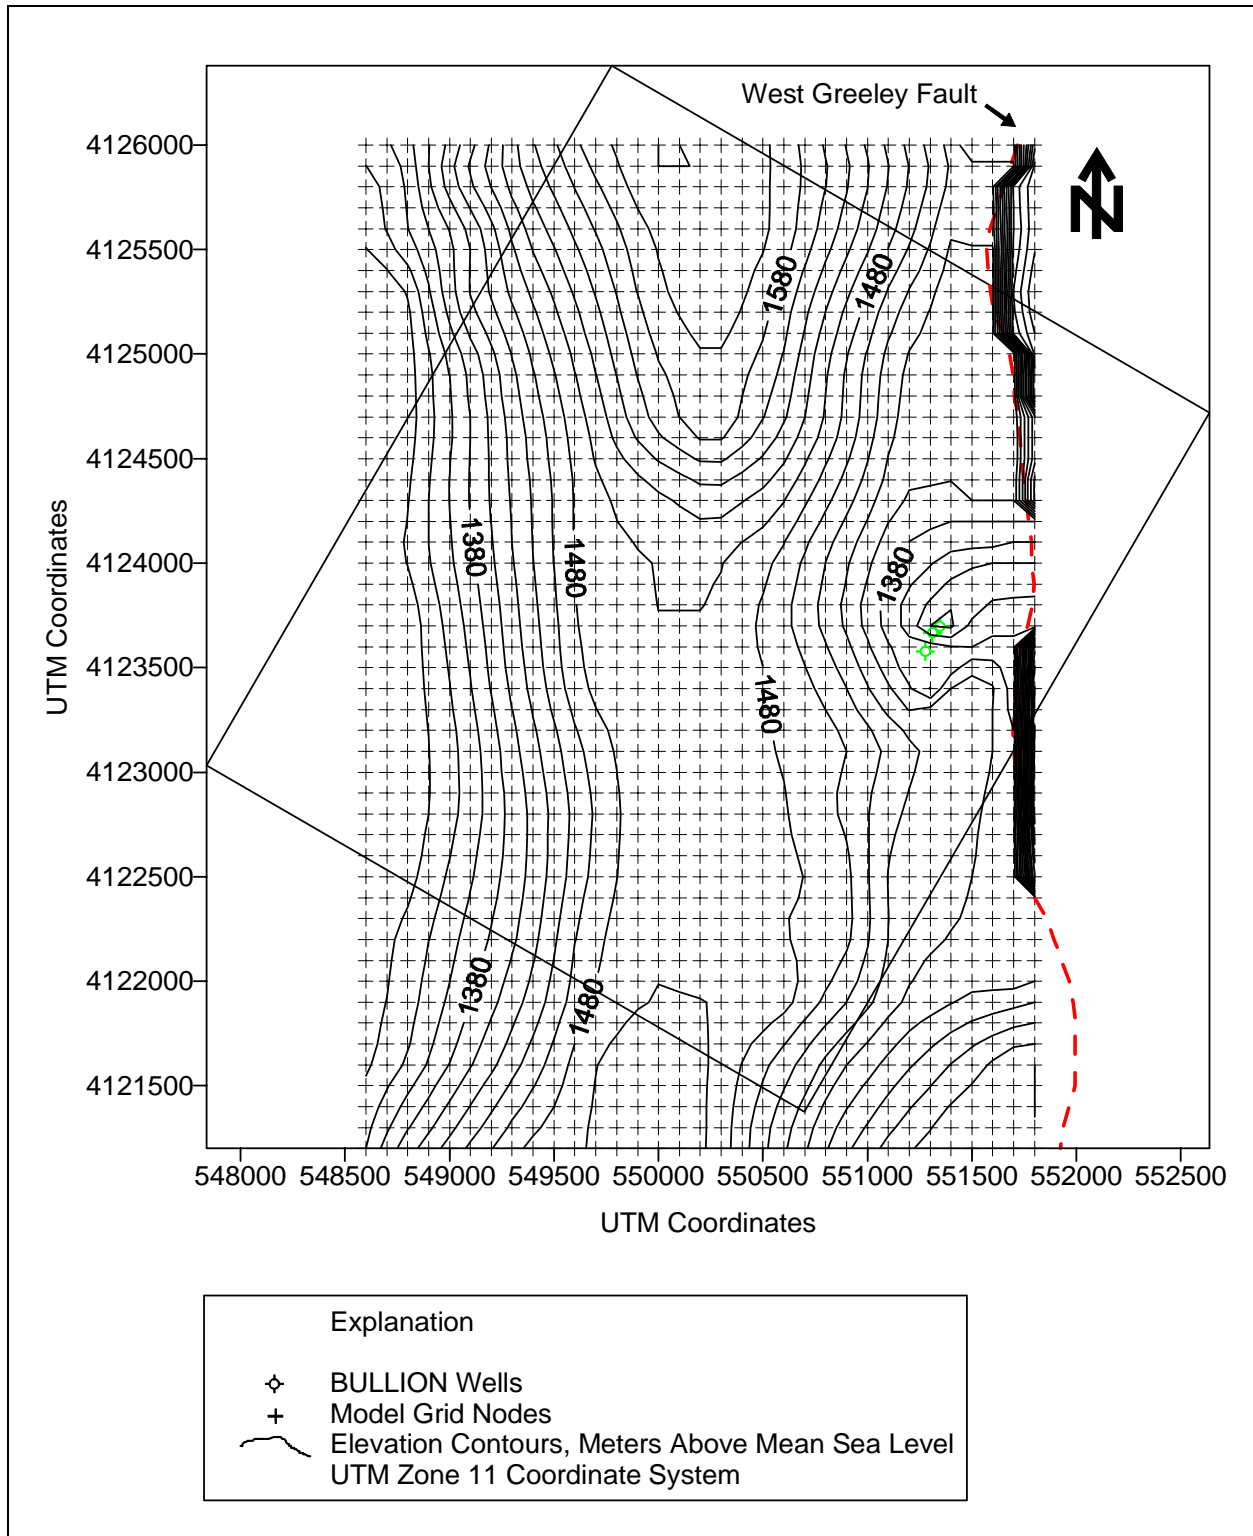 West Greeley Fault
N
4126000
4125500
4125000
4124500
4124000
4123500
4123000
4122500
4122000
4121500
UTM Coordinates
1580
1480
1380
1480
1380
1480
1380
1480
548000 548500 549000 549500 550000 550500 551000 551500 552000 552500
UTM Coordinates
Explanation
BULLION Wells
Model Grid Nodes
Elevation Contours, Meters Above Mean Sea Level
UTM Zone 11 Coordinate System